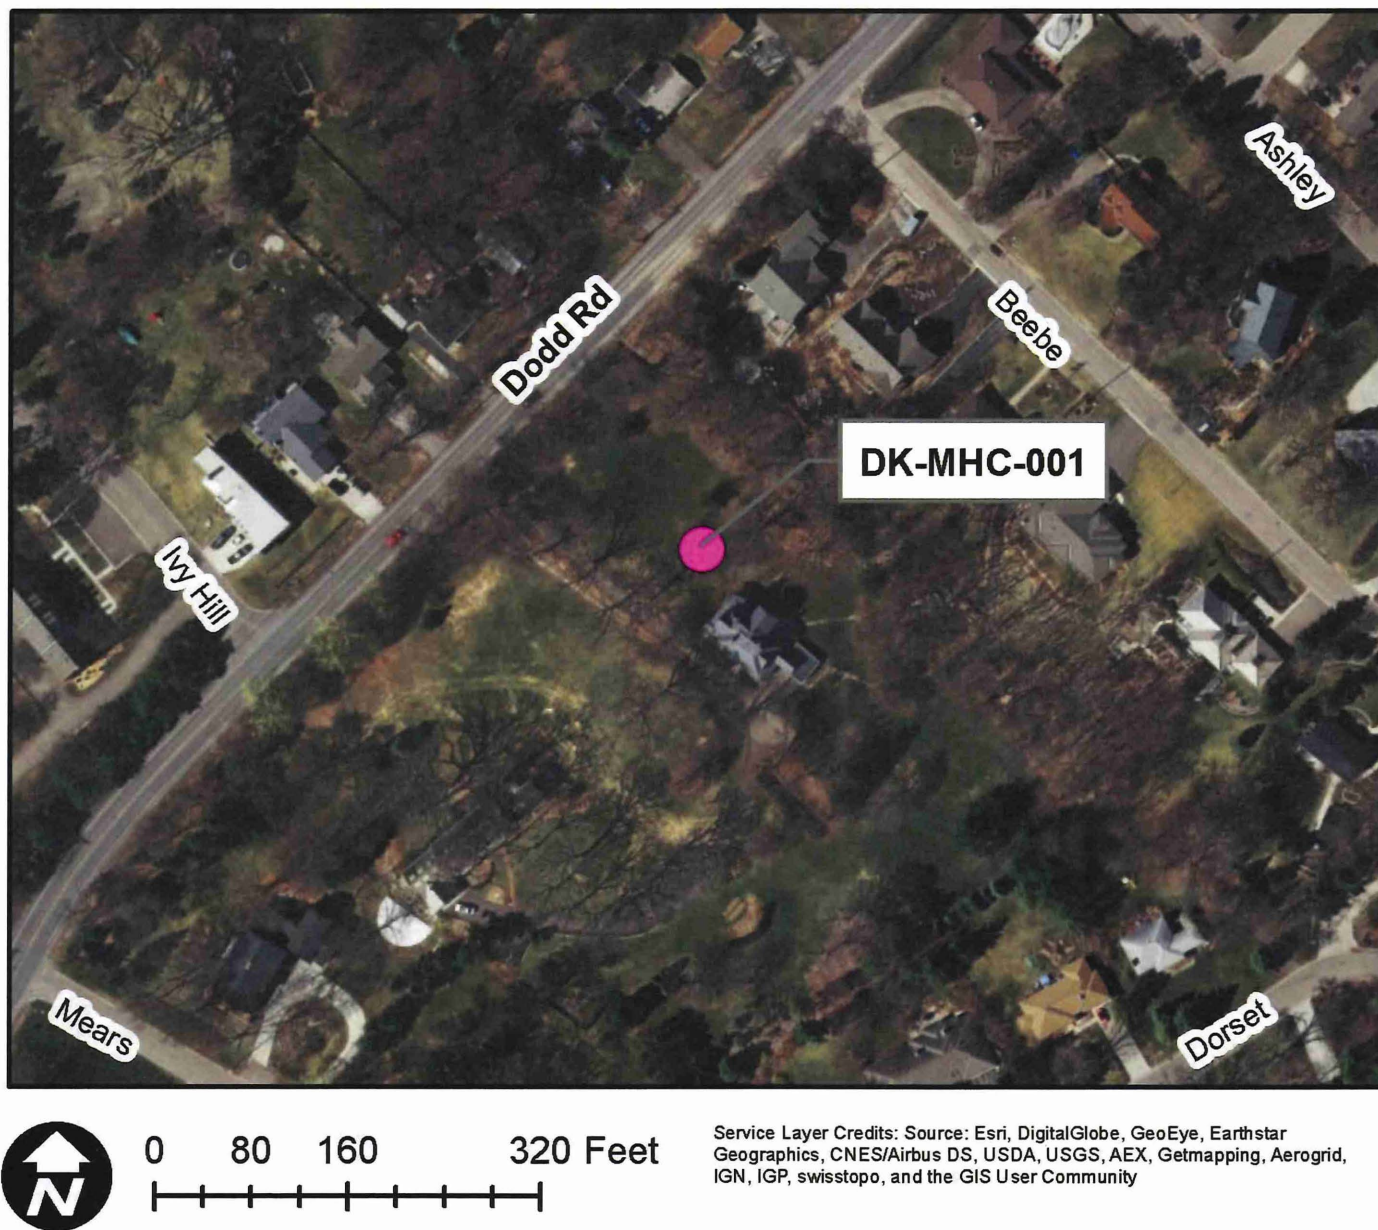 Ashley
Dodd Rd
Beebe
DK-MHC-001
Ivy Hill
Mears
Dorset
N
0 80 160 320 Feet
Service Layer Credits: Source: Esri, DigitalGlobe, GeoEye, Earthstar
Geographics, CNES/Airbus DS, USDA, USGS, AEX, Getmapping, Aerogrid,
IGN, IGP, swisstopo, and the GIS User Community